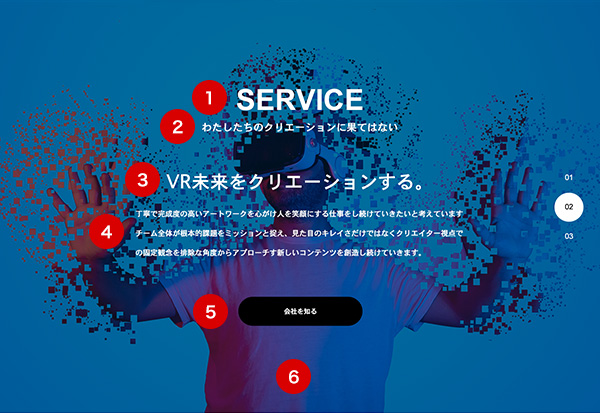 1 SERVICE
2 わたしたちのクリエーションに果てはない
3 VR未来をクリエーションする。
01
02
03
4 丁寧で完成度の高いアートワークを心がけ人を笑顔にする仕事をし続けていきたいと考えています
チーム全体が根本的課題をミッションと捉え、見た目のキレイさだけではなくクリエイター視点で
の固定観念を排除な角度からアプローチす新しいコンテンツを創造し続けていきます。
5 会社を知る
6